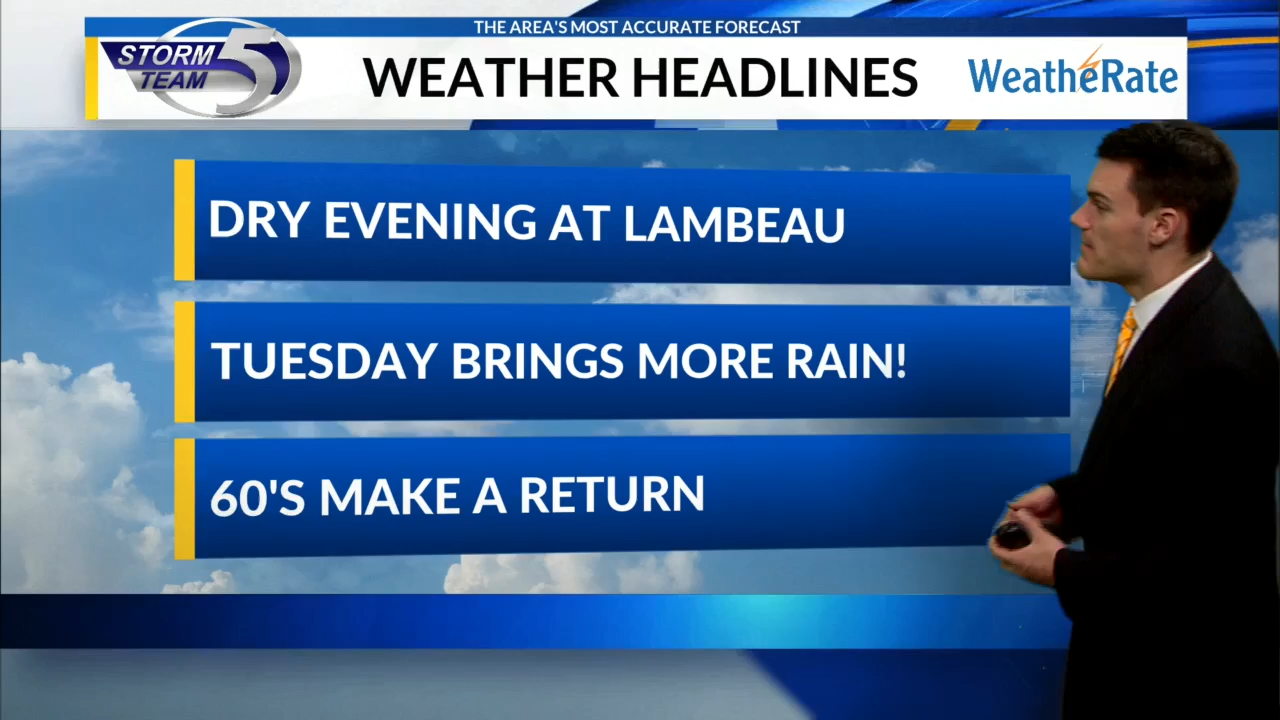 THE AREA'S MOST ACCURATE FORECAST
STORM TEAM 5
WEATHER HEADLINES
WeatheRate
DRY EVENING AT LAMBEAU
TUESDAY BRINGS MORE RAIN!
60'S MAKE A RETURN